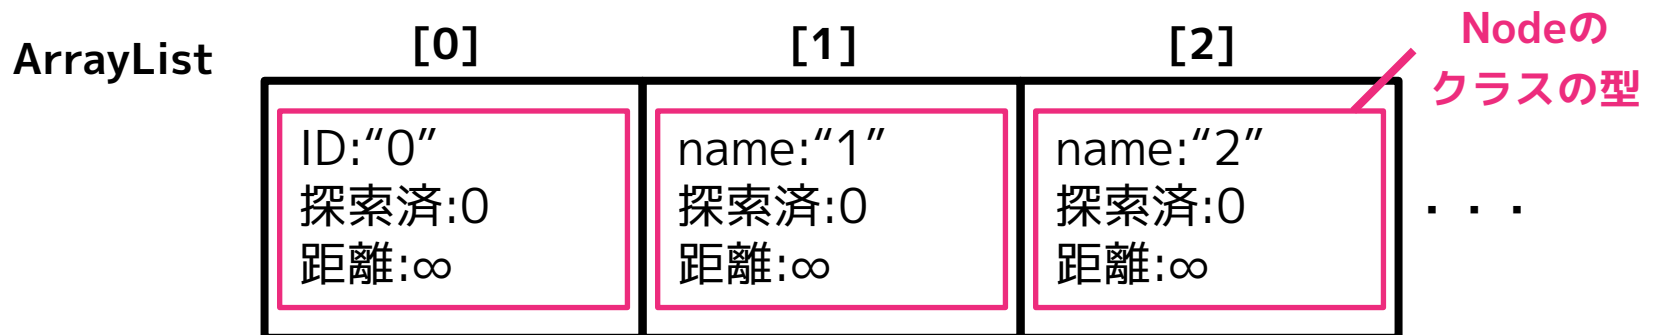 ArrayList
[0]
[1]
[2]
Nodeの
クラスの型
ID:“0”
探索済:0
距離:∞
name:“1”
探索済:0
距離:∞
name:“2”
探索済:0
距離:∞
・・・